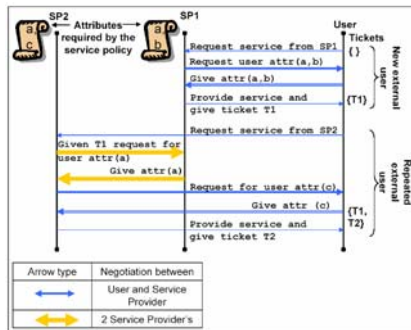 SP2
Attributes
required by the
service policy
SP1
User
a,
c
a,
b
Tickets
Request service from SP1
{ }
Request user attr(a,b)
Give attr(a,b)
Provide service and
give ticket T1
{T1}
New external
user
Request service from SP2
Given T1 request for
user attr(a)
Give attr(a)
Request for user attr(c)
Give attr (c)
{T1,
T2}
Provide service and
give ticket T2
Repeated
external
user
Arrow type
Negotiation between
User and Service
Provider
2 Service Provider's